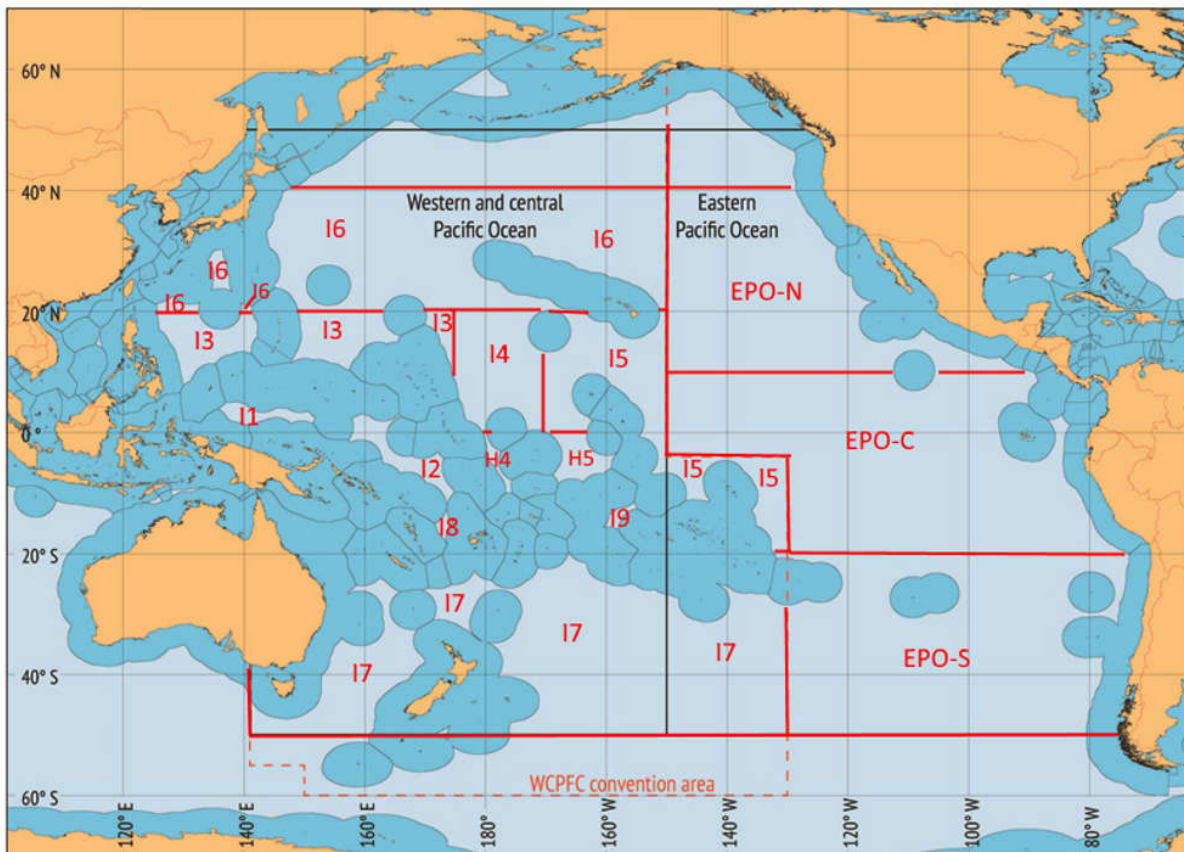 60° N
40° N
20° N
0°
20° S
40° S
60° S
Western and central
Pacific Ocean
Eastern
Pacific Ocean
I6
I6
I6
I6
I6
EPO-N
I3
I3
I3
I4
I5
I1
EPO-C
I2
H4
H5
I5
I5
I8
I9
I7
I7
I7
I7
EPO-S
WCPFC convention area
120° E
140° E
160° E
180°
160° W
140° W
120° W
100° W
80° W